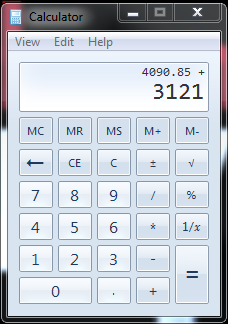 Calculator
View Edit Help
4090.85 +
3121
MC MR MS M+ M-
← CE C ± √
7 8 9 / %
4 5 6 * 1/x
1 2 3 - =
0 . +